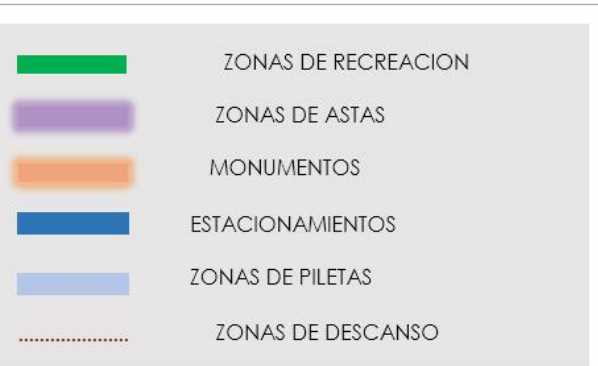 ZONAS DE RECREACION
ZONAS DE ASTAS
MONUMENTOS
ESTACIONAMIENTOS
ZONAS DE PILETAS
ZONAS DE DESCANSO